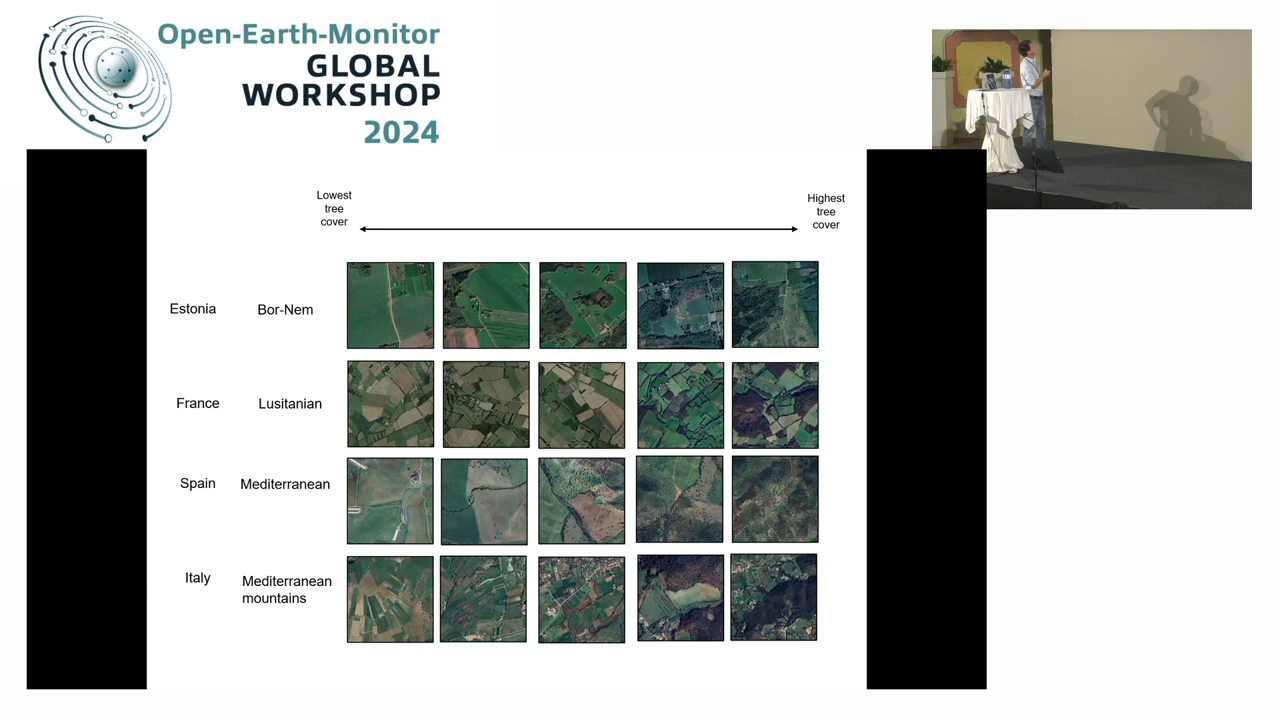 Open-Earth-Monitor
GLOBAL
WORKSHOP
2024
Lowest
tree
cover
Highest
tree
cover
Estonia Bor-Nem
France Lusitanian
Spain Mediterranean
Italy Mediterranean
mountains